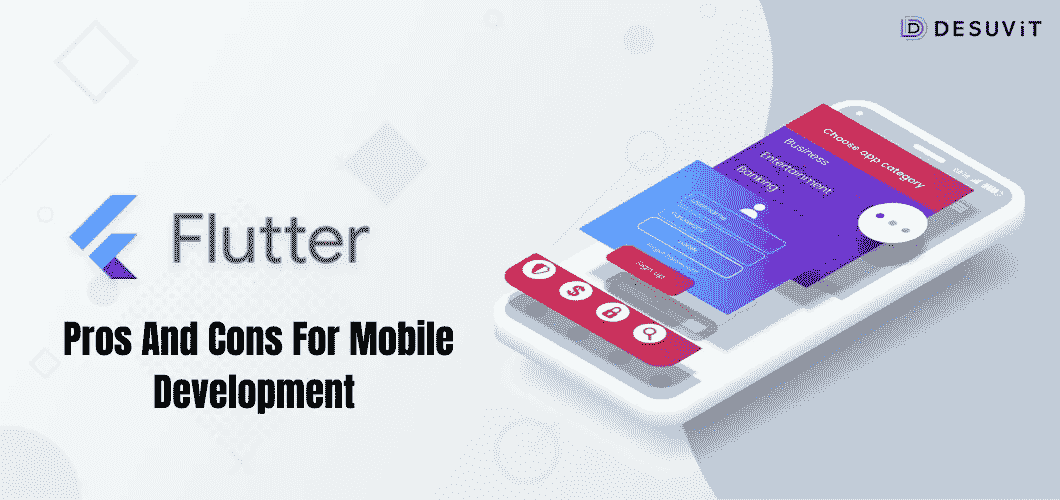 DESUViT
Flutter
Pros And Cons For Mobile
Development
Choose app category
Business
Entertainment
Banking
Sign up